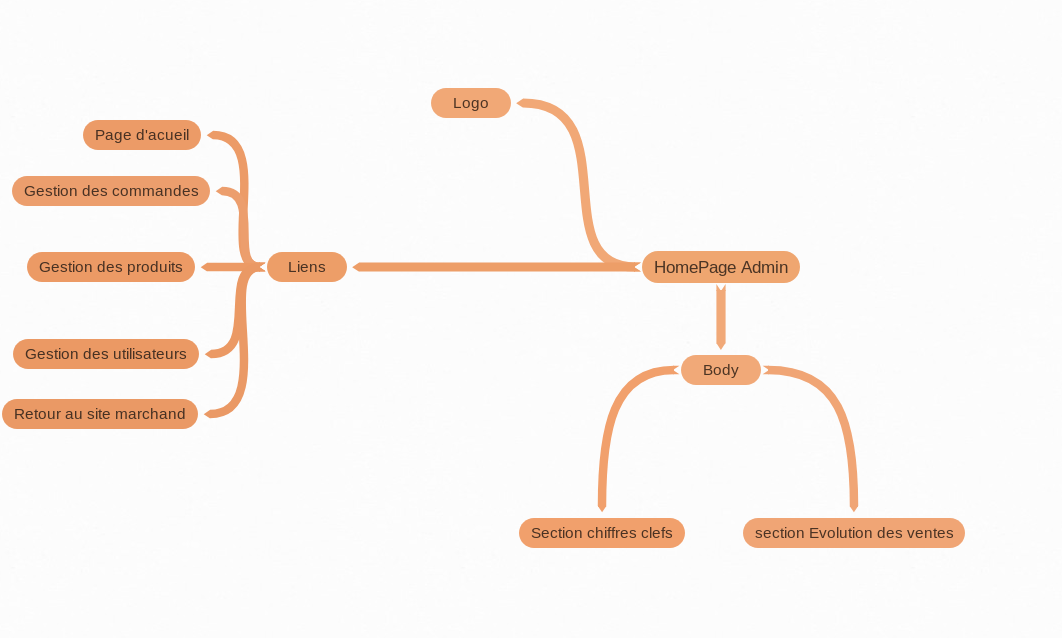 Logo
Page d'acueil
Gestion des commandes
Gestion des produits
Liens
HomePage Admin
Gestion des utilisateurs
Body
Retour au site marchand
Section chiffres clefs
section Evolution des ventes